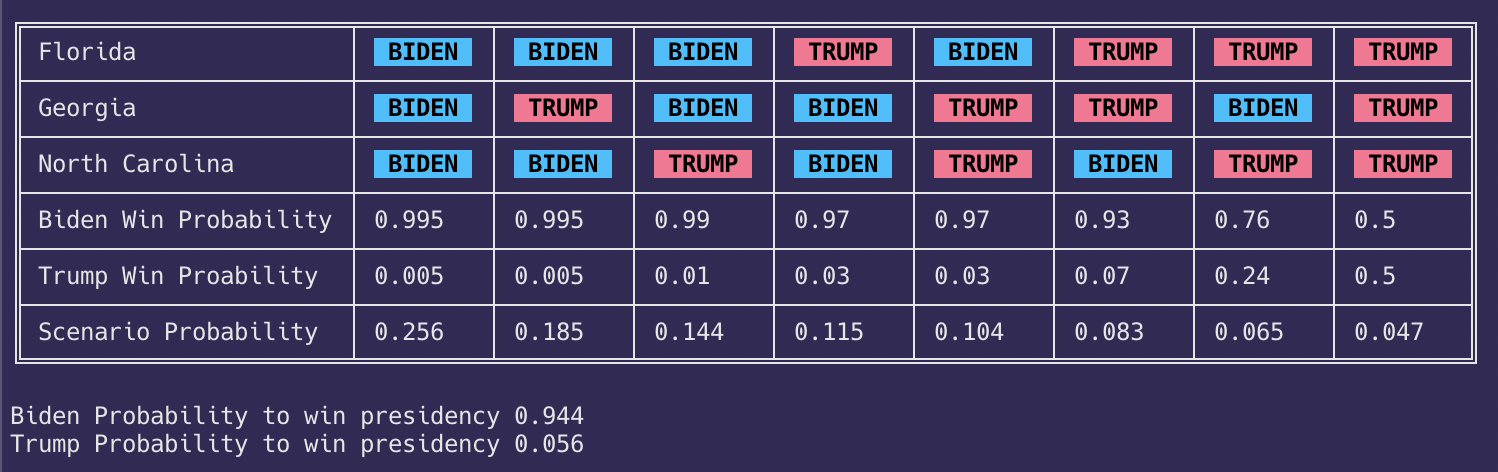 Florida BIDEN BIDEN BIDEN TRUMP BIDEN TRUMP TRUMP TRUMP
Georgia BIDEN TRUMP BIDEN BIDEN TRUMP TRUMP BIDEN TRUMP
North Carolina BIDEN BIDEN TRUMP BIDEN TRUMP BIDEN TRUMP TRUMP
Biden Win Probability 0.995 0.995 0.99 0.97 0.97 0.93 0.76 0.5
Trump Win Proability 0.005 0.005 0.01 0.03 0.03 0.07 0.24 0.5
Scenario Probability 0.256 0.185 0.144 0.115 0.104 0.083 0.065 0.047
Biden Probability to win presidency 0.944
Trump Probability to win presidency 0.056